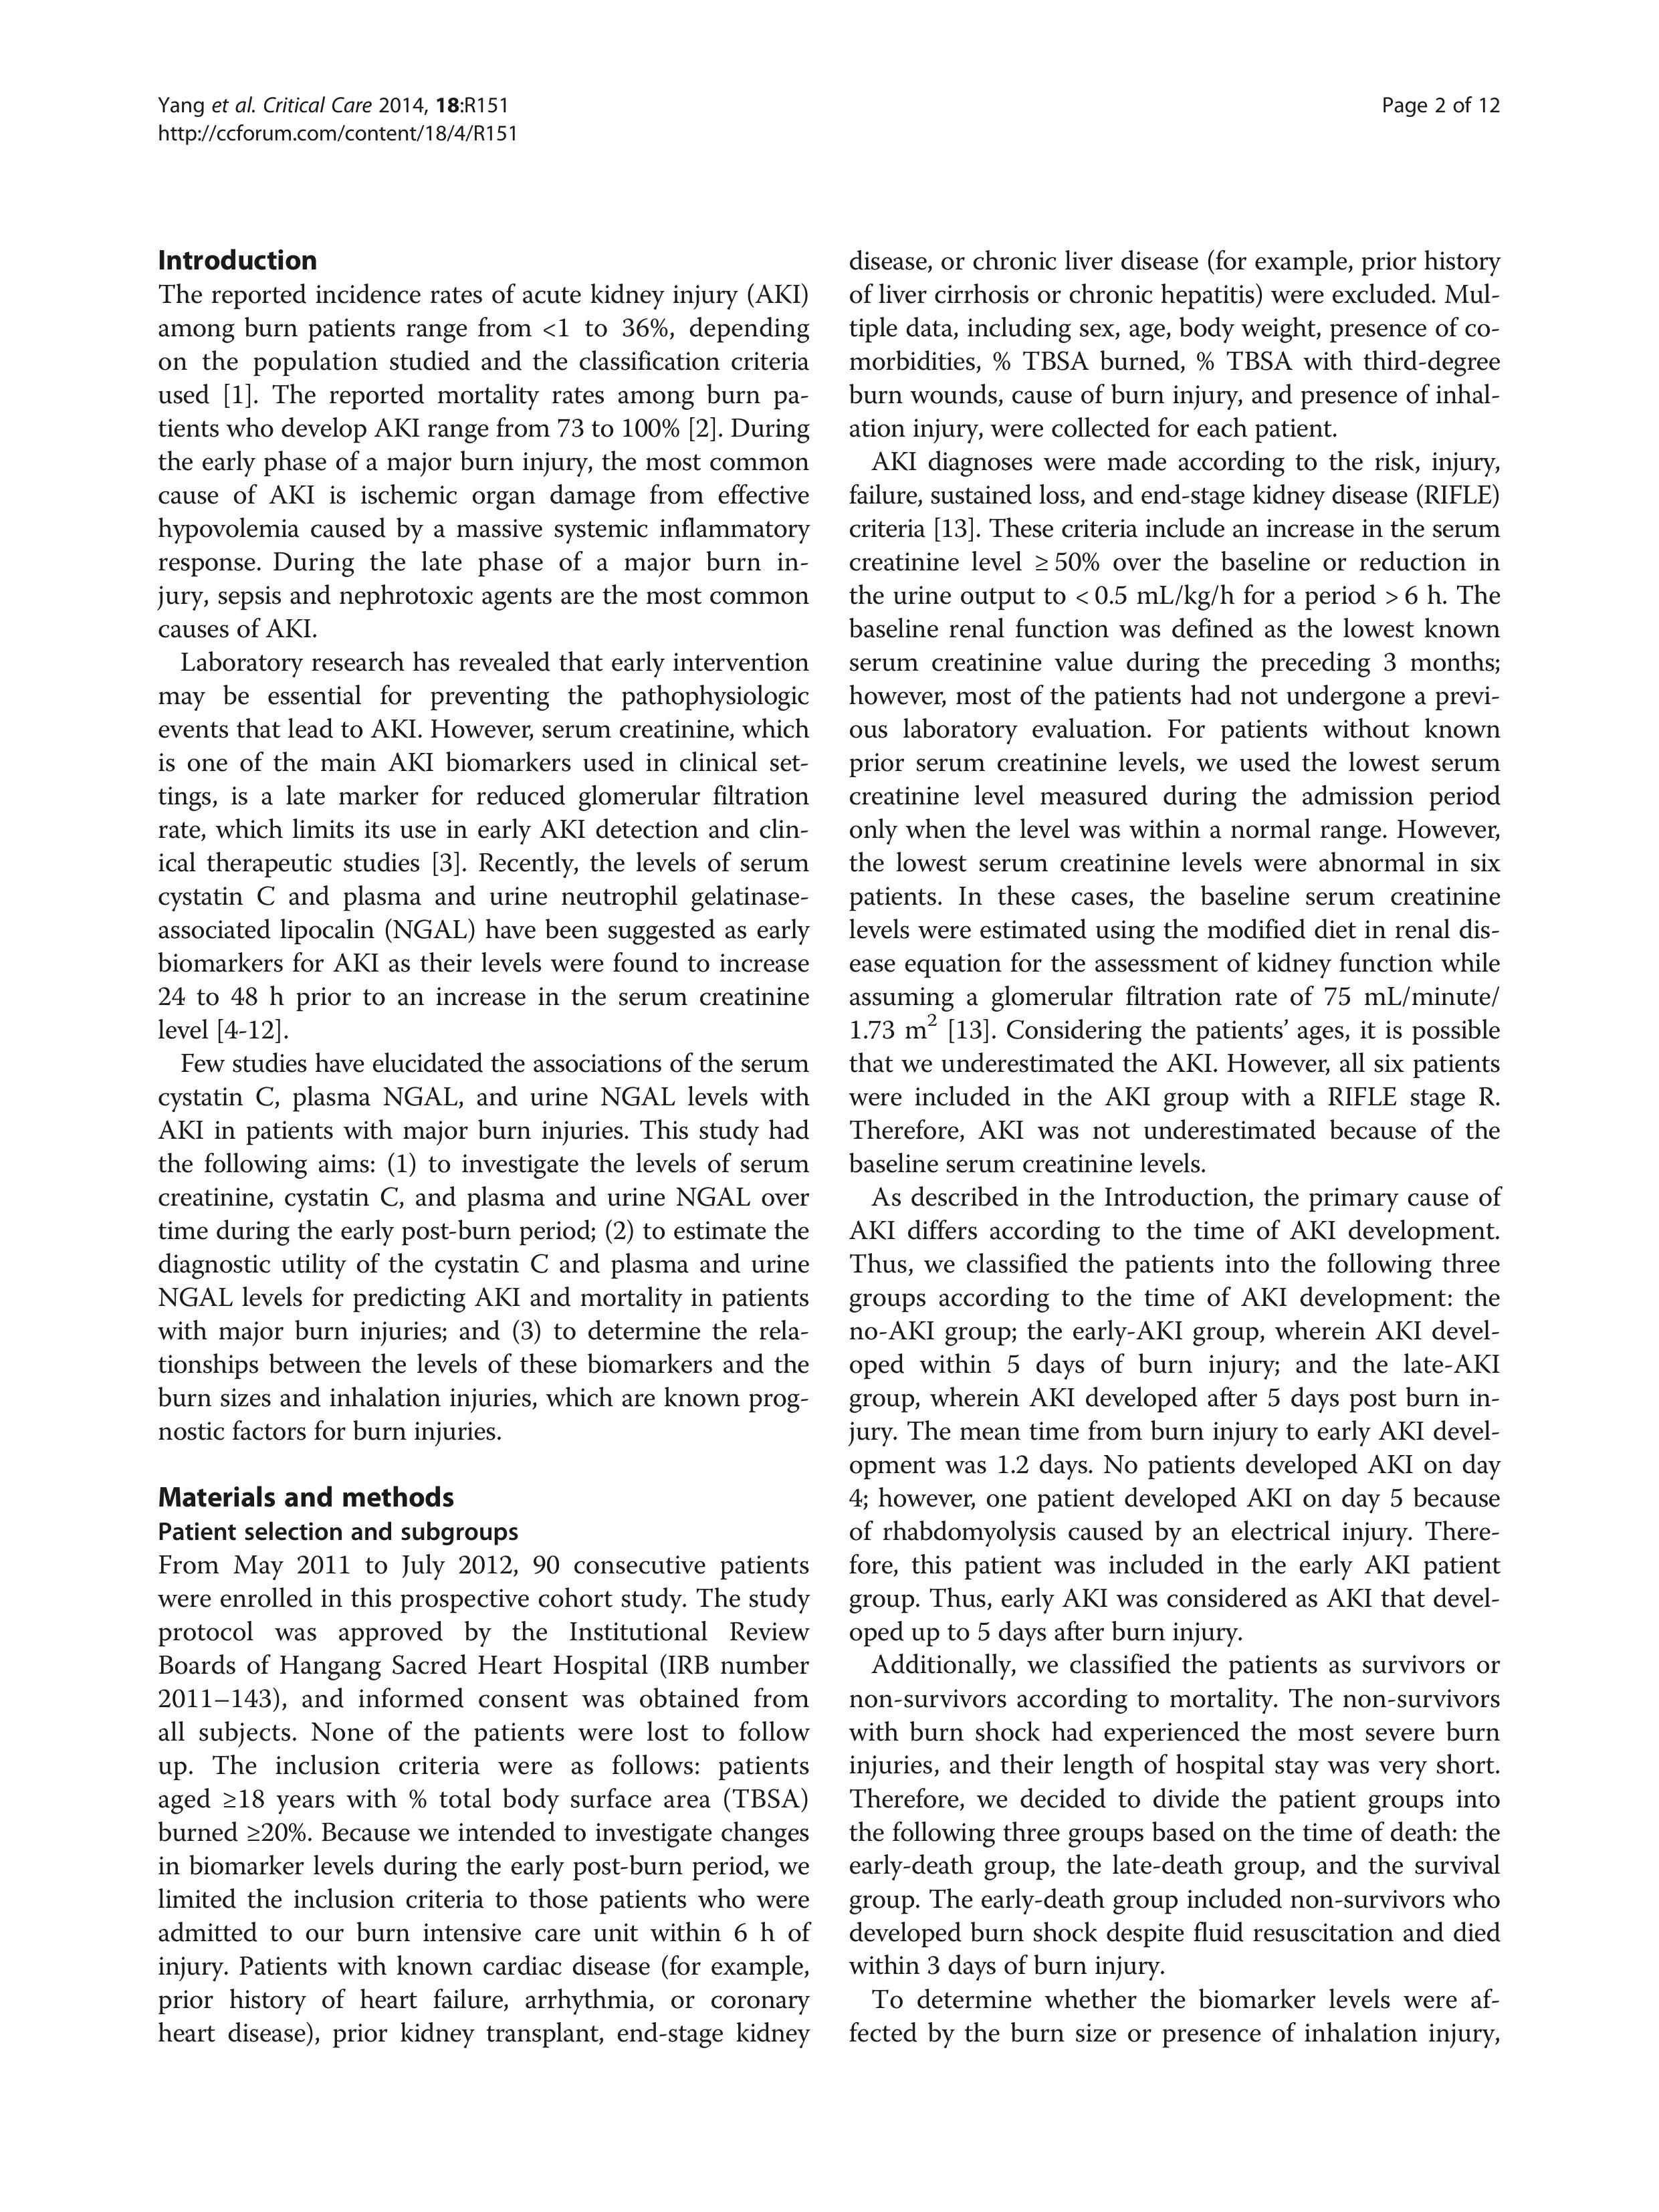 Yang et al. Critical Care 2014, 18:R151
http://ccforum.com/content/18/4/R151
Page 2 of 12
Introduction
The reported incidence rates of acute kidney injury (AKI)
among burn patients range from <1 to 36%, depending
on the population studied and the classification criteria
used [1]. The reported mortality rates among burn pa-
tients who develop AKI range from 73 to 100% [2]. During
the early phase of a major burn injury, the most common
cause of AKI is ischemic organ damage from effective
hypovolemia caused by a massive systemic inflammatory
response. During the late phase of a major burn in-
jury, sepsis and nephrotoxic agents are the most common
causes of AKI.
Laboratory research has revealed that early intervention
may be essential for preventing the pathophysiologic
events that lead to AKI. However, serum creatinine, which
is one of the main AKI biomarkers used in clinical set-
tings, is a late marker for reduced glomerular filtration
rate, which limits its use in early AKI detection and clin-
ical therapeutic studies [3]. Recently, the levels of serum
cystatin C and plasma and urine neutrophil gelatinase-
associated lipocalin (NGAL) have been suggested as early
biomarkers for AKI as their levels were found to increase
24 to 48 h prior to an increase in the serum creatinine
level [4-12].
Few studies have elucidated the associations of the serum
cystatin C, plasma NGAL, and urine NGAL levels with
AKI in patients with major burn injuries. This study had
the following aims: (1) to investigate the levels of serum
creatinine, cystatin C, and plasma and urine NGAL over
time during the early post-burn period; (2) to estimate the
diagnostic utility of the cystatin C and plasma and urine
NGAL levels for predicting AKI and mortality in patients
with major burn injuries; and (3) to determine the rela-
tionships between the levels of these biomarkers and the
burn sizes and inhalation injuries, which are known prog-
nostic factors for burn injuries.
Materials and methods
Patient selection and subgroups
From May 2011 to July 2012, 90 consecutive patients
were enrolled in this prospective cohort study. The study
protocol was approved by the Institutional Review
Boards of Hangang Sacred Heart Hospital (IRB number
2011–143), and informed consent was obtained from
all subjects. None of the patients were lost to follow
up. The inclusion criteria were as follows: patients
aged ≥18 years with % total body surface area (TBSA)
burned ≥20%. Because we intended to investigate changes
in biomarker levels during the early post-burn period, we
limited the inclusion criteria to those patients who were
admitted to our burn intensive care unit within 6 h of
injury. Patients with known cardiac disease (for example,
prior history of heart failure, arrhythmia, or coronary
heart disease), prior kidney transplant, end-stage kidney
disease, or chronic liver disease (for example, prior history
of liver cirrhosis or chronic hepatitis) were excluded. Mul-
tiple data, including sex, age, body weight, presence of co-
morbidities, % TBSA burned, % TBSA with third-degree
burn wounds, cause of burn injury, and presence of inhal-
ation injury, were collected for each patient.
AKI diagnoses were made according to the risk, injury,
failure, sustained loss, and end-stage kidney disease (RIFLE)
criteria [13]. These criteria include an increase in the serum
creatinine level ≥ 50% over the baseline or reduction in
the urine output to < 0.5 mL/kg/h for a period > 6 h. The
baseline renal function was defined as the lowest known
serum creatinine value during the preceding 3 months;
however, most of the patients had not undergone a previ-
ous laboratory evaluation. For patients without known
prior serum creatinine levels, we used the lowest serum
creatinine level measured during the admission period
only when the level was within a normal range. However,
the lowest serum creatinine levels were abnormal in six
patients. In these cases, the baseline serum creatinine
levels were estimated using the modified diet in renal dis-
ease equation for the assessment of kidney function while
assuming a glomerular filtration rate of 75 mL/minute/
1.73 m² [13]. Considering the patients’ ages, it is possible
that we underestimated the AKI. However, all six patients
were included in the AKI group with a RIFLE stage R.
Therefore, AKI was not underestimated because of the
baseline serum creatinine levels.
As described in the Introduction, the primary cause of
AKI differs according to the time of AKI development.
Thus, we classified the patients into the following three
groups according to the time of AKI development: the
no-AKI group; the early-AKI group, wherein AKI devel-
oped within 5 days of burn injury; and the late-AKI
group, wherein AKI developed after 5 days post burn in-
jury. The mean time from burn injury to early AKI devel-
opment was 1.2 days. No patients developed AKI on day
4; however, one patient developed AKI on day 5 because
of rhabdomyolysis caused by an electrical injury. There-
fore, this patient was included in the early AKI patient
group. Thus, early AKI was considered as AKI that devel-
oped up to 5 days after burn injury.
Additionally, we classified the patients as survivors or
non-survivors according to mortality. The non-survivors
with burn shock had experienced the most severe burn
injuries, and their length of hospital stay was very short.
Therefore, we decided to divide the patient groups into
the following three groups based on the time of death: the
early-death group, the late-death group, and the survival
group. The early-death group included non-survivors who
developed burn shock despite fluid resuscitation and died
within 3 days of burn injury.
To determine whether the biomarker levels were af-
fected by the burn size or presence of inhalation injury,